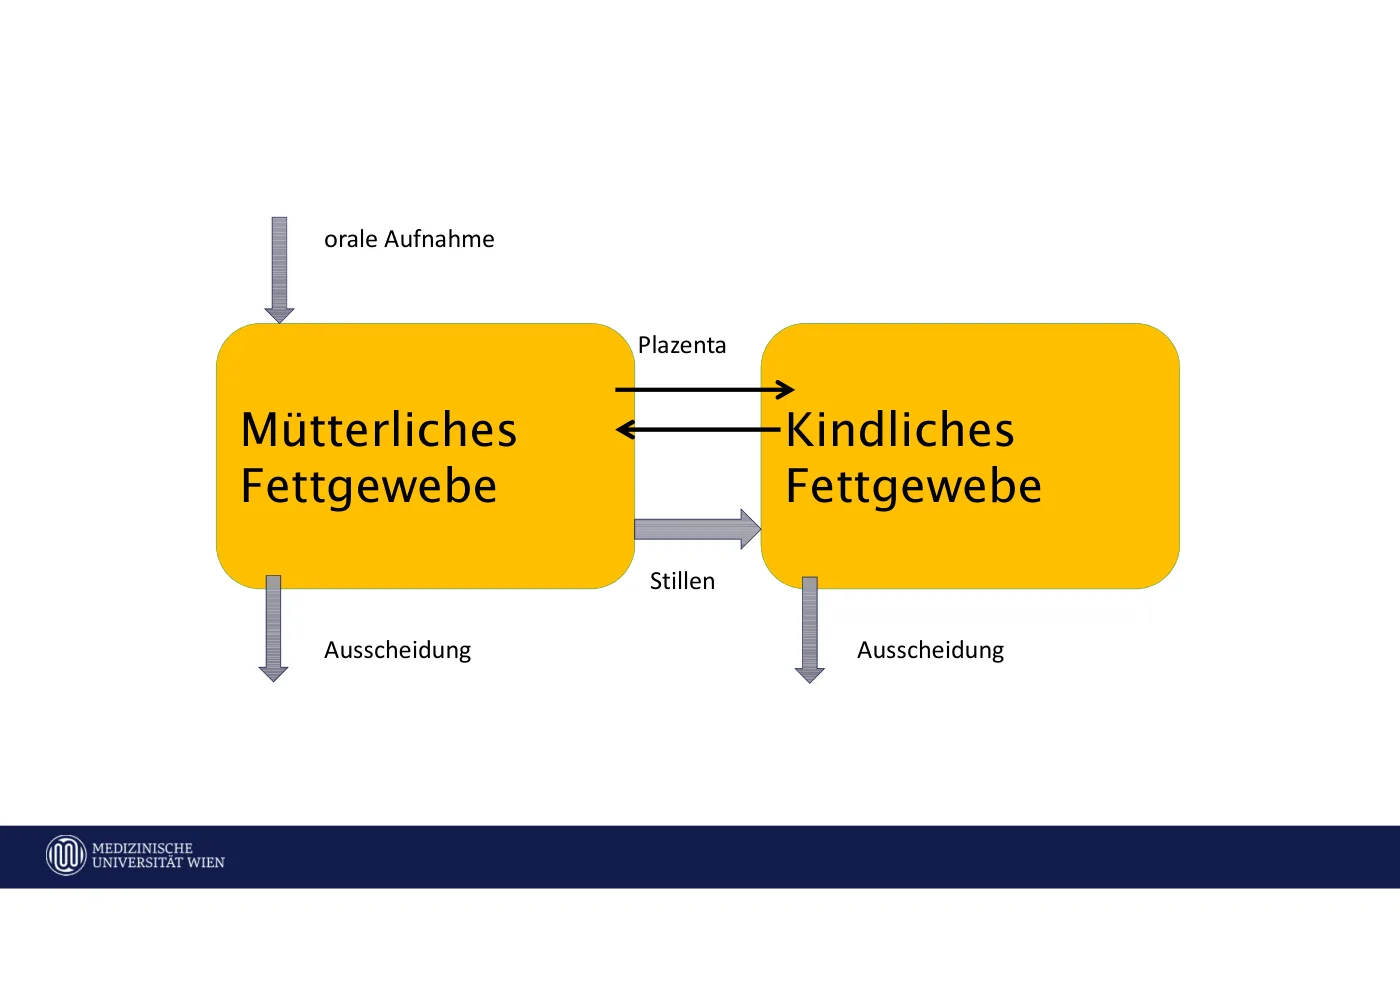 orale Aufnahme
Plazenta
Mütterliches
Fettgewebe
Kindliches
Fettgewebe
Stillen
Ausscheidung
Ausscheidung
MEDIZINISCHE
UNIVERSITÄT WIEN